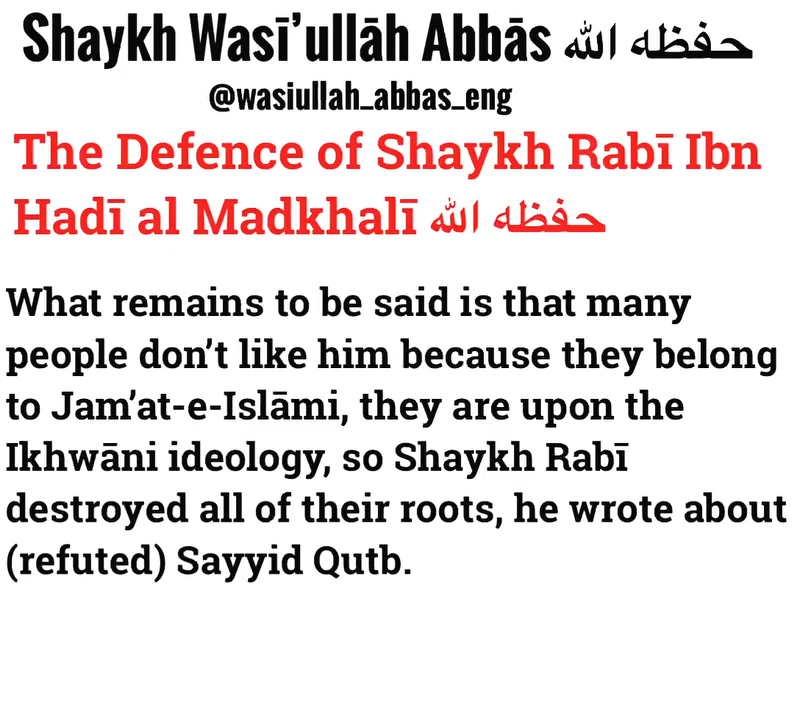 Shaykh Wasī’ullāh Abbās حفظه الله
@wasiullah_abbas_eng
The Defence of Shaykh Rabī Ibn
Hadī al Madkhalī حفظه الله
What remains to be said is that many
people don’t like him because they belong
to Jam’at-e-Islāmi, they are upon the
Ikhwāni ideology, so Shaykh Rabī
destroyed all of their roots, he wrote about
(refuted) Sayyid Qutb.